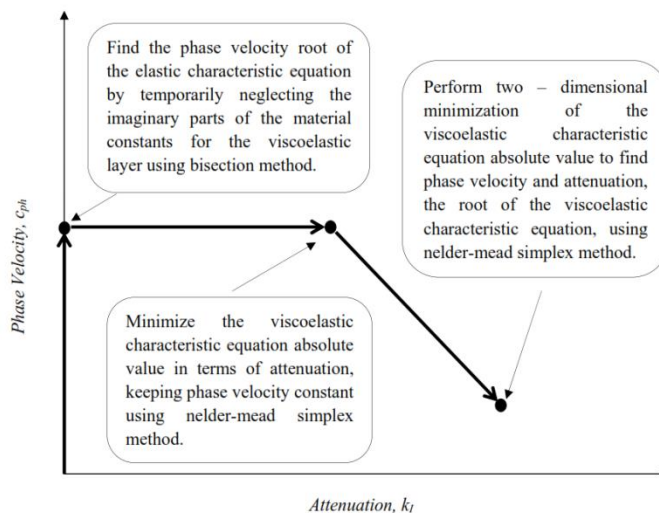 Find the phase velocity root of
the elastic characteristic equation
by temporarily neglecting the
imaginary parts of the material
constants for the viscoelastic
layer using bisection method.
Perform two – dimensional
minimization of the
viscoelastic characteristic
equation absolute value to find
phase velocity and attenuation,
the root of the viscoelastic
characteristic equation, using
nelder-mead simplex method.
Phase Velocity, cph
Minimize the viscoelastic
characteristic equation absolute
value in terms of attenuation,
keeping phase velocity constant
using nelder-mead simplex
method.
Attenuation, kI